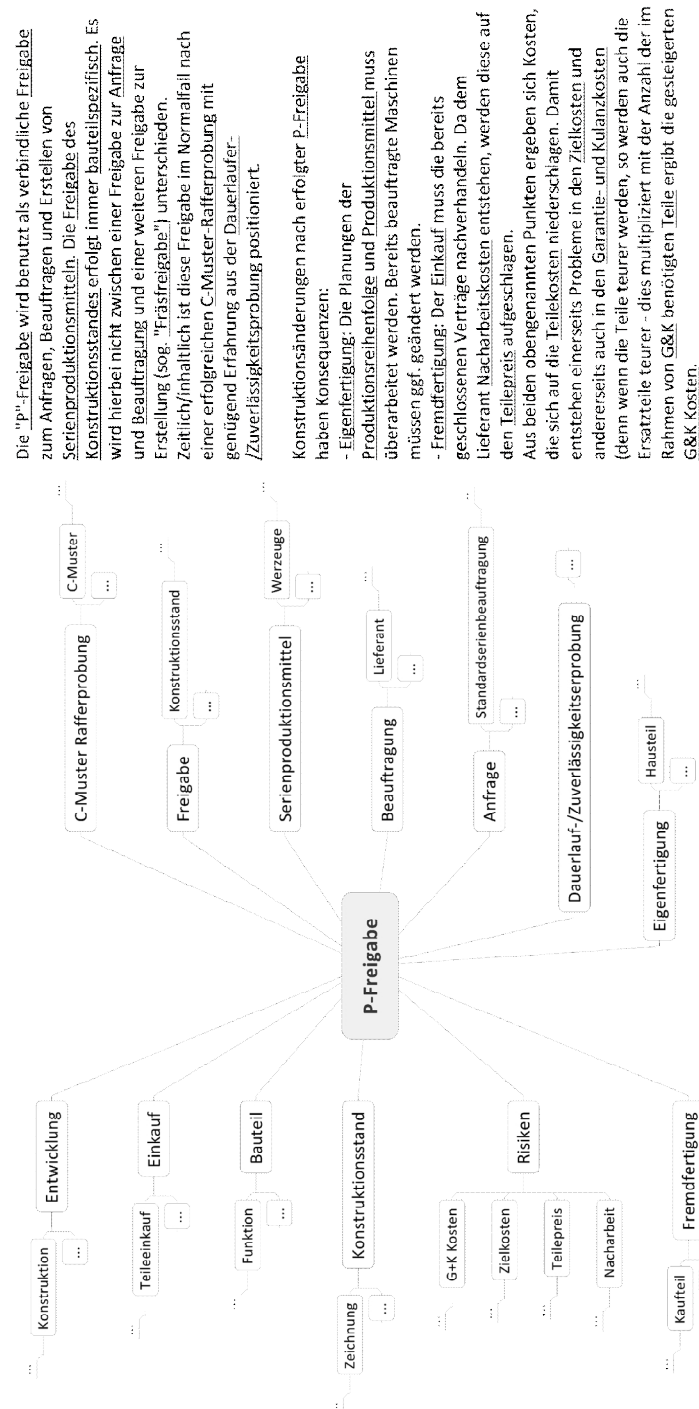 ...
Konstruktion
...
Entwicklung
...
Teileeinkauf
...
Einkauf
...
Funktion
...
Bauteil
...
Zeichnung
...
Konstruktionsstand
...
G+K Kosten
...
Zielkosten
...
Teilepreis
...
Nacharbeit
Risiken
...
Kaufteil
Fremdfertigung
P-Freigabe
C-Muster Rafferprobung
C-Muster
...
...
Freigabe
Konstruktionsstand
...
...
Serienproduktionsmittel
Werzeuge
...
...
Beauftragung
Lieferant
...
...
Anfrage
Standardserienbeauftragung
...
...
Dauerlauf-/Zuverlässigkeitserprobung
...
Eigenfertigung
Hausteil
...
...
Die "P"-Freigabe wird benutzt als verbindliche Freigabe
zum Anfragen, Beauftragen und Erstellen von
Serienproduktionsmitteln. Die Freigabe des
Konstruktionsstandes erfolgt immer bauteilspezifisch. Es
wird hierbei nicht zwischen einer Freigabe zur Anfrage
und Beauftragung und einer weiteren Freigabe zur
Erstellung (sog. "Fräsfreigabe") unterschieden.
Zeitlich/inhaltlich ist diese Freigabe im Normalfall nach
einer erfolgreichen C-Muster-Rafferprobung mit
genügend Erfahrung aus der Dauerlaufer-
/Zuverlässigkeitsprobung positioniert.
Konstruktionsänderungen nach erfolgter P-Freigabe
haben Konsequenzen:
- Eigenfertigung: Die Planungen der
Produktionsreihenfolge und Produktionsmittel muss
überarbeitet werden. Bereits beauftragte Maschinen
müssen ggf. geändert werden.
- Fremdfertigung: Der Einkauf muss die bereits
geschlossenen Verträge nachverhandeln. Da dem
Lieferant Nacharbeitskosten entstehen, werden diese auf
den Teilepreis aufgeschlagen.
Aus beiden obengenannten Punkten ergeben sich Kosten,
die sich auf die Teilekosten niederschlagen. Damit
entstehen einerseits Probleme in den Zielkosten und
andererseits auch in den Garantie- und Kulanzkosten
(denn wenn die Teile teurer werden, so werden auch die
Ersatzteile teurer - dies multipliziert mit der Anzahl der im
Rahmen von G&K benötigten Teile ergibt die gesteigerten
G&K Kosten.